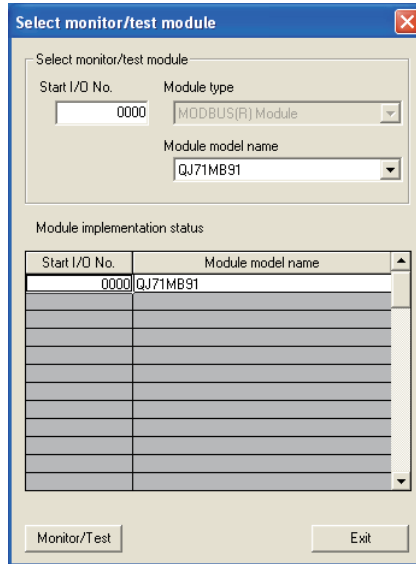 Select monitor/test module
Select monitor/test module
Start I/O No.
Module type
0000
MODBUS(R) Module
Module model name
QJ71MB91
Module implementation status
Start I/O No. Module model name
0000 QJ71MB91
Monitor/Test Exit